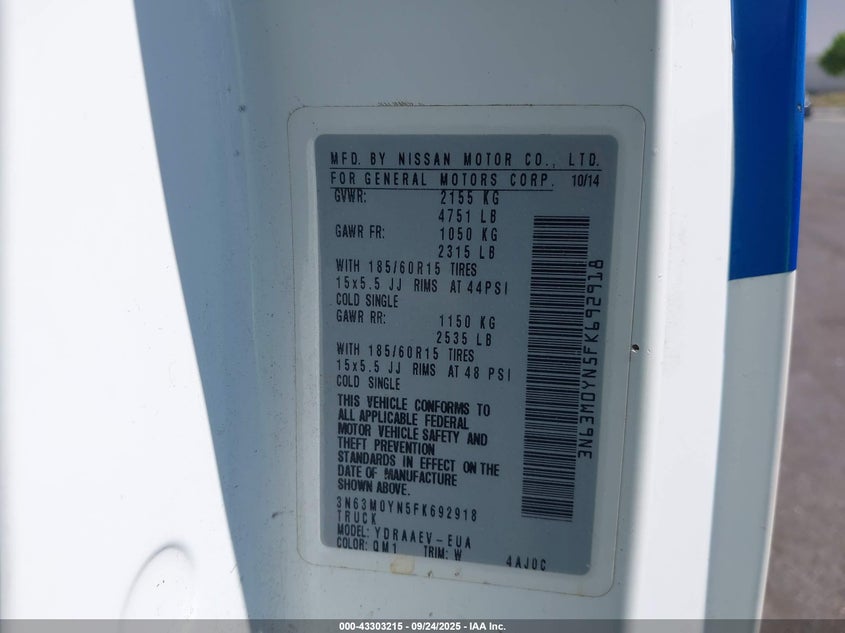 MFD. BY NISSAN MOTOR CO., LTD.
FOR GENERAL MOTORS CORP. 10/14
GVWR: 2155 KG
4751 LB
GAWR FR: 1050 KG
2315 LB
WITH 185/60R15 TIRES
15x5.5 JJ RIMS AT 44PSI
COLD SINGLE
GAWR RR: 1150 KG
2535 LB
WITH 185/60R15 TIRES
15x5.5 JJ RIMS AT 48 PSI
COLD SINGLE
THIS VEHICLE CONFORMS TO
ALL APPLICABLE FEDERAL
MOTOR VEHICLE SAFETY AND
THEFT PREVENTION
STANDARDS IN EFFECT ON THE
DATE OF MANUFACTURE
SHOWN ABOVE.
3N63M0YN5FK692918
TRUCK
MODEL: YDRAAEV-EUA
COLOR: QM1 TRIM: W
4AJ0C
3N63M0YN5FK692918
000-43303215 - 09/24/2025 - IAA Inc.